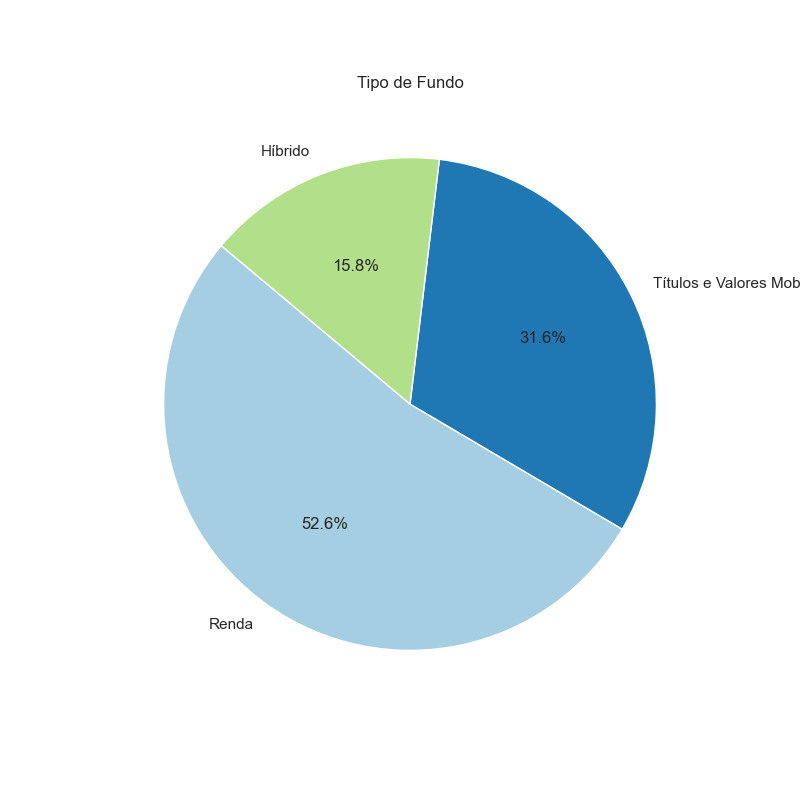 Tipo de Fundo
Híbrido
15.8%
Títulos e Valores Mob
31.6%
52.6%
Renda